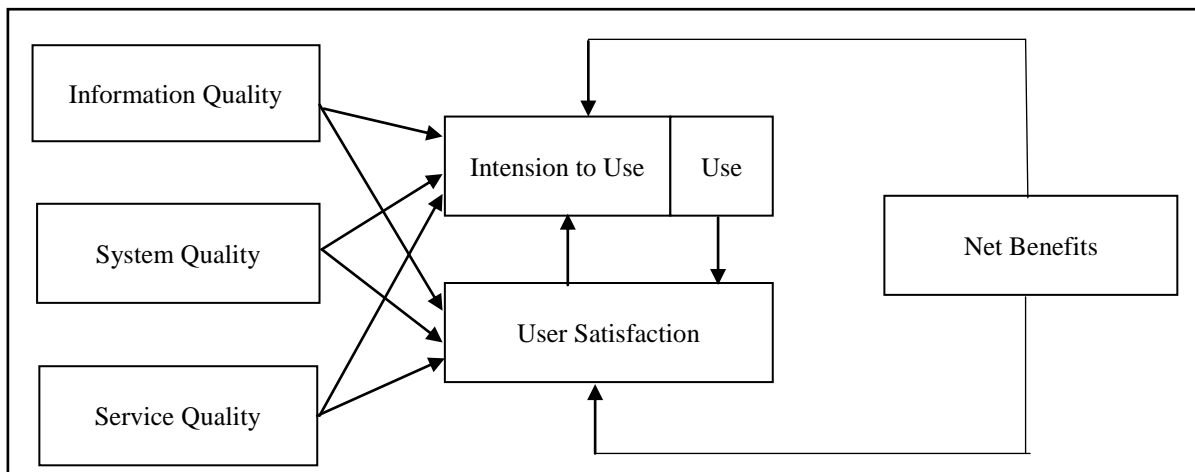 Information Quality
Intension to Use
Use
System Quality
Net Benefits
User Satisfaction
Service Quality